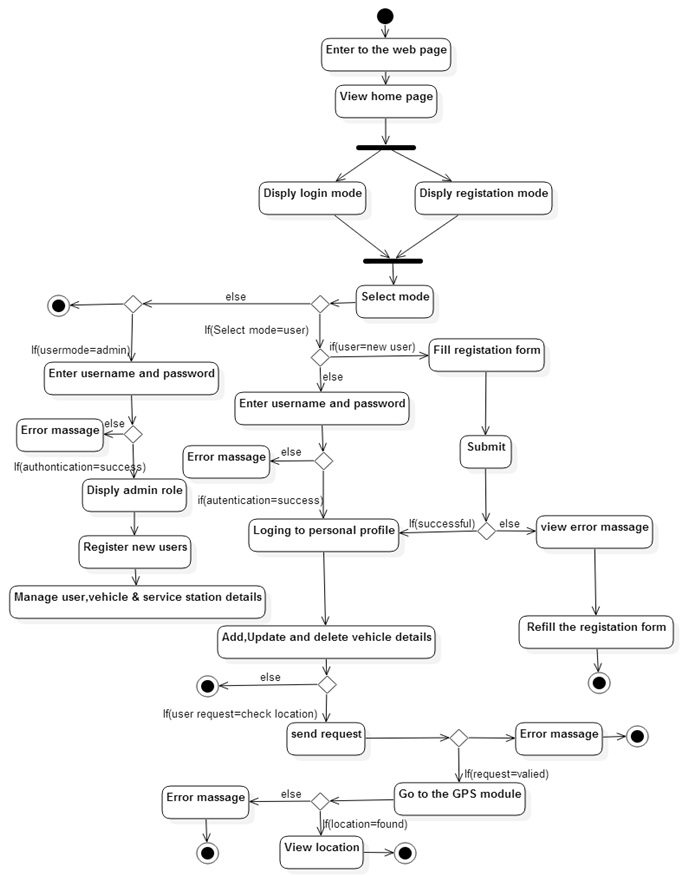 Enter to the web page
View home page
Disply login mode
Disply registation mode
Select mode
else
If(Select mode=user)
if(user=new user)
Fill registation form
If(usermode=admin)
Enter username and password
else
Enter username and password
Error massage
else
Error massage
else
Submit
If(authontication=success)
Disply admin role
if(autentication=success)
Loging to personal profile
If(successful)
else
view error massage
Register new users
Manage user,vehicle & service station details
Add,Update and delete vehicle details
Refill the registation form
else
If(user request=check location)
send request
Error massage
If(request=valied)
Error massage
else
Go to the GPS module
If(location=found)
View location